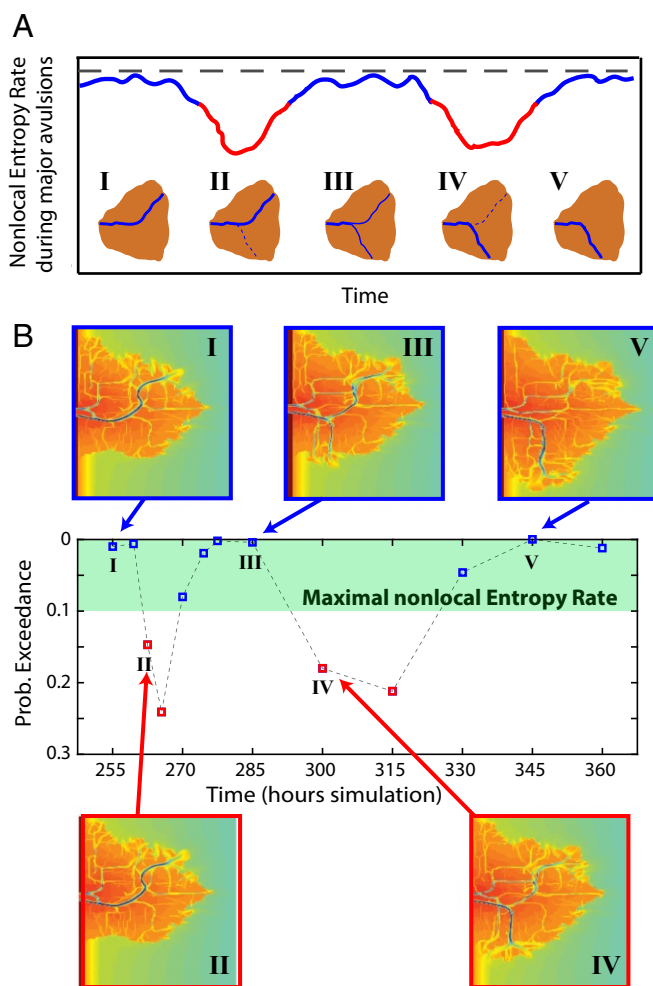 A
Nonlocal Entropy Rate
during major avulsions
I II III IV V
Time
B
I III V
Prob. Exceedance
0
0.1
0.2
0.3
I
II
III
IV
V
Maximal nonlocal Entropy Rate
255 270 285 300 315 330 345 360
Time (hours simulation)
II IV